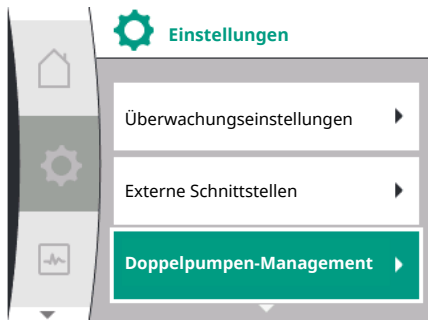 Einstellungen
Überwachungseinstellungen
Externe Schnittstellen
Doppelpumpen-Management